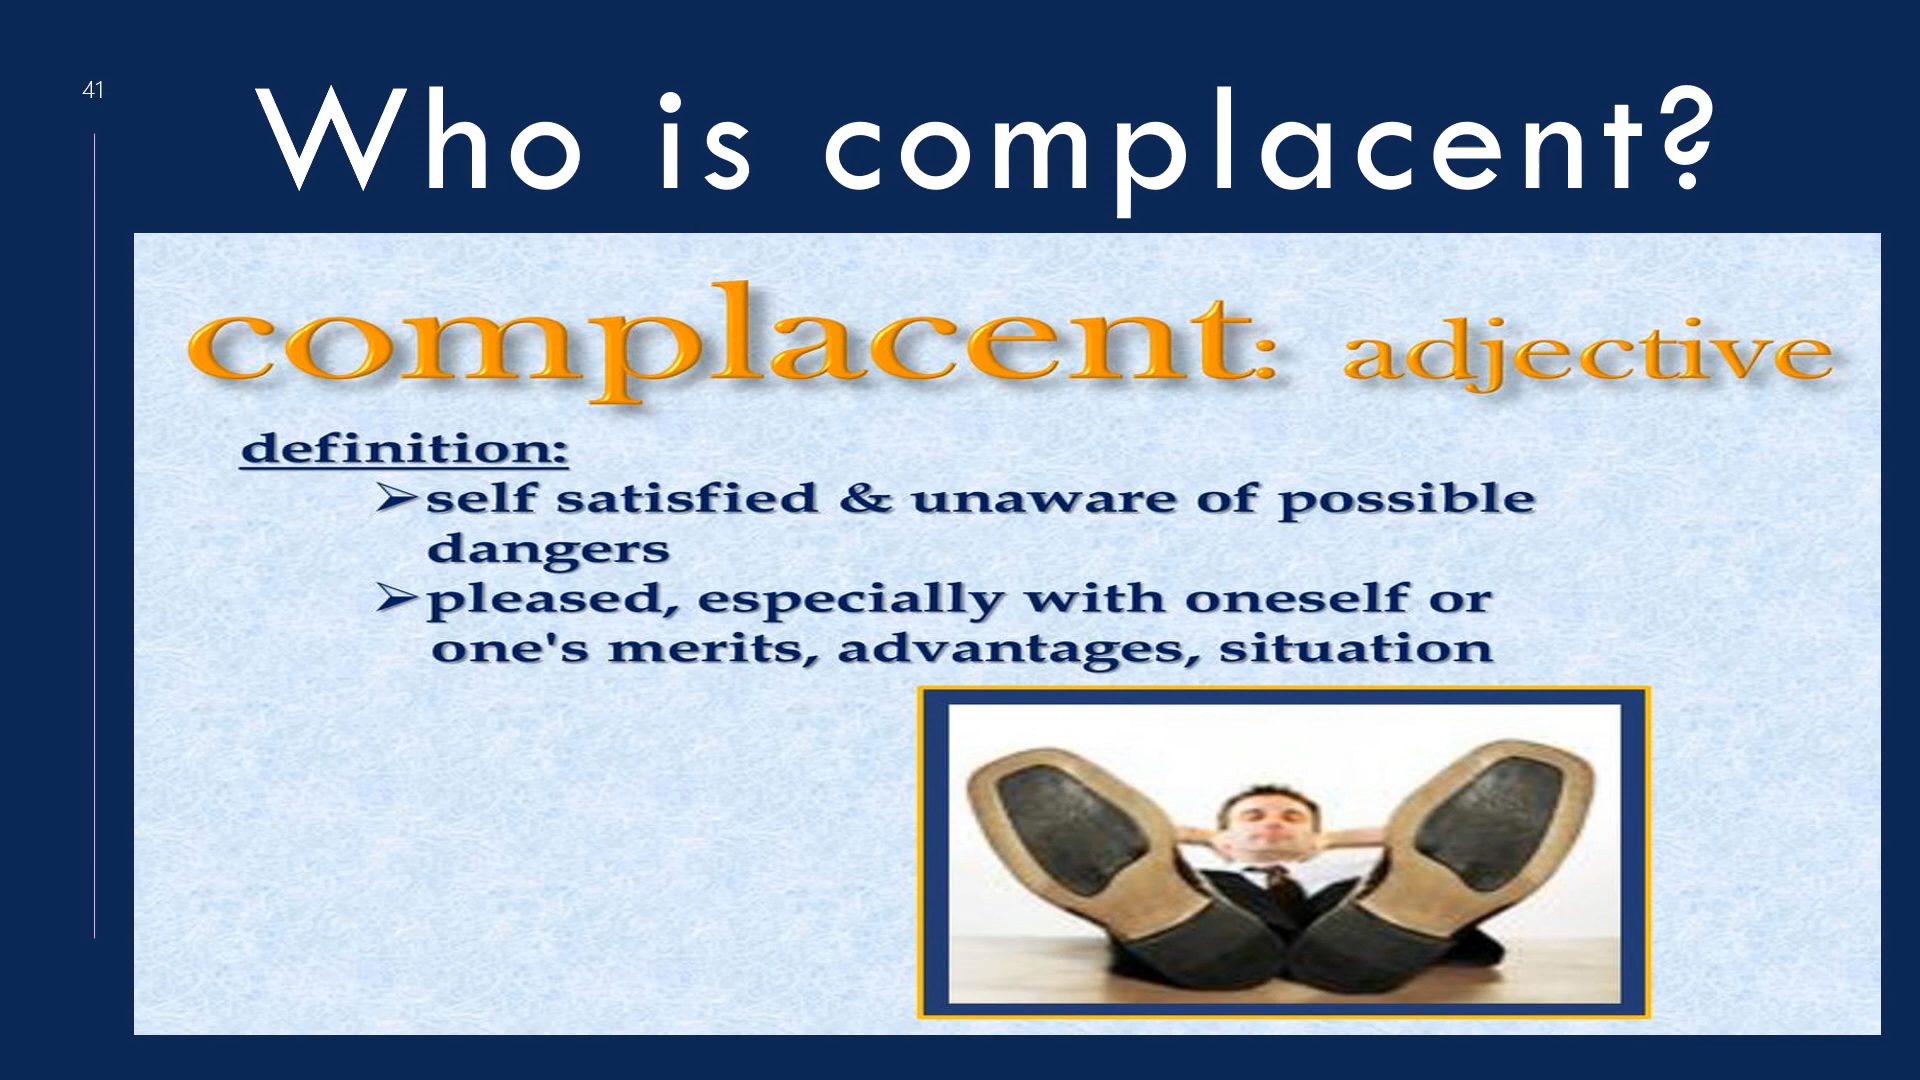 41
Who is complacent?
complacent: adjective
definition:
➢self satisfied & unaware of possible
dangers
➢pleased, especially with oneself or
one's merits, advantages, situation